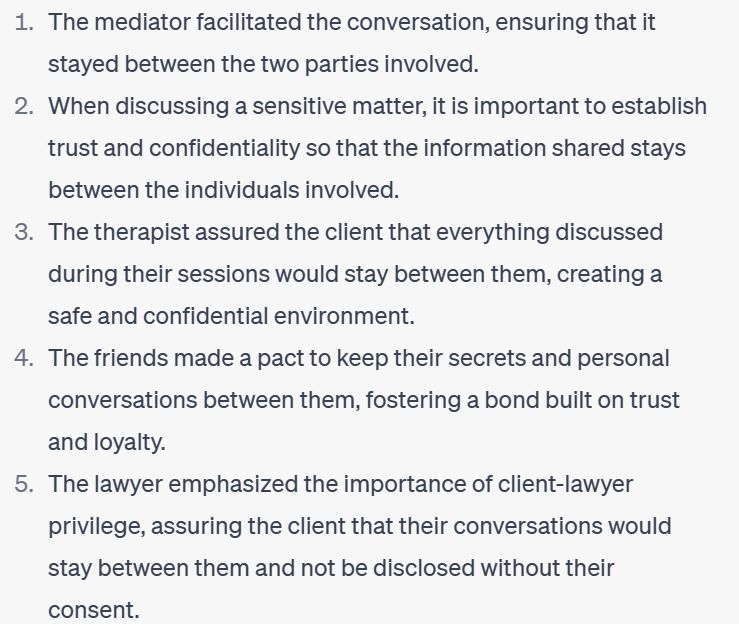 1. The mediator facilitated the conversation, ensuring that it
stayed between the two parties involved.
2. When discussing a sensitive matter, it is important to establish
trust and confidentiality so that the information shared stays
between the individuals involved.
3. The therapist assured the client that everything discussed
during their sessions would stay between them, creating a
safe and confidential environment.
4. The friends made a pact to keep their secrets and personal
conversations between them, fostering a bond built on trust
and loyalty.
5. The lawyer emphasized the importance of client-lawyer
privilege, assuring the client that their conversations would
stay between them and not be disclosed without their
consent.